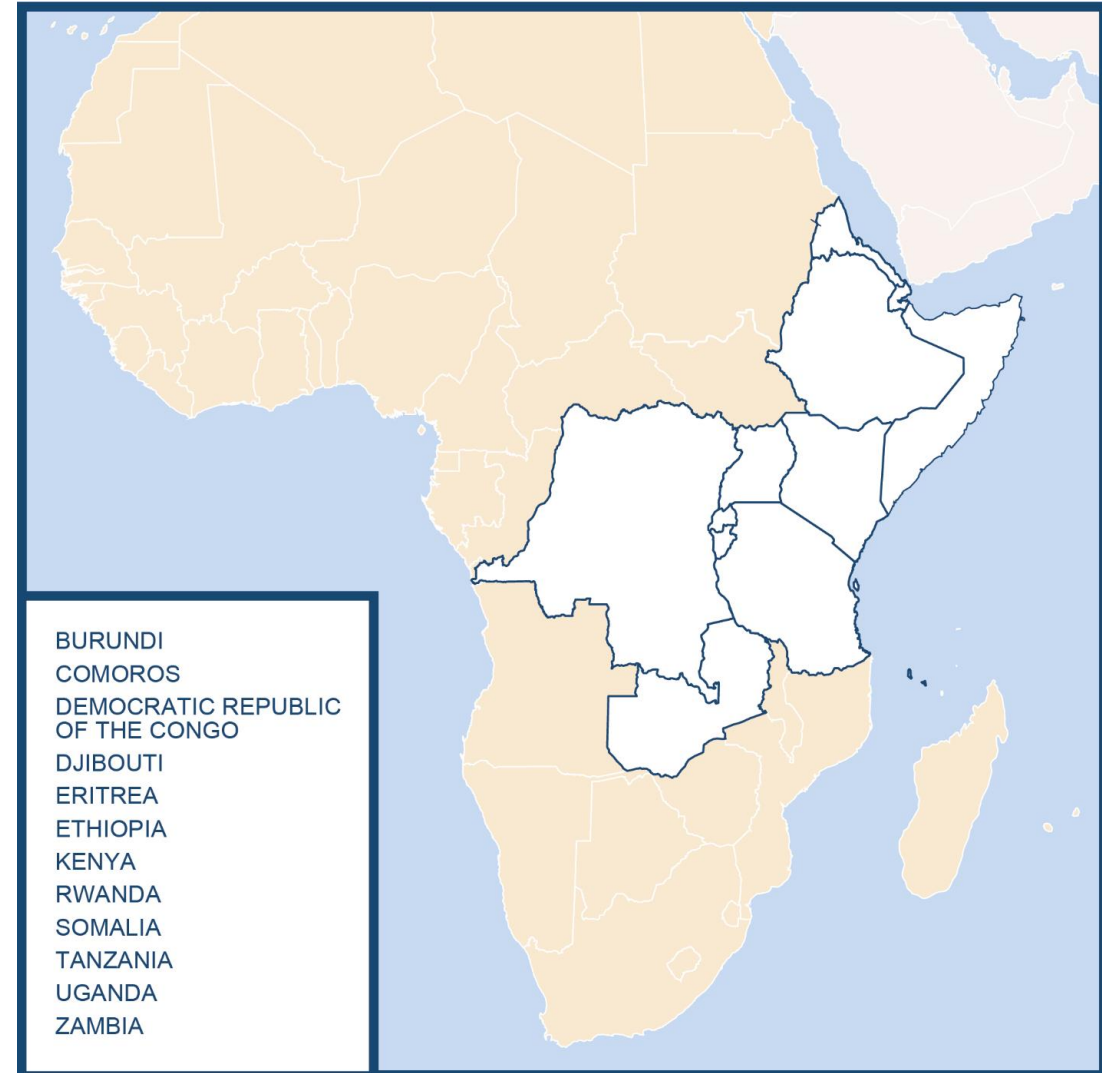 BURUNDI
COMOROS
DEMOCRATIC REPUBLIC
OF THE CONGO
DJIBOUTI
ERITREA
ETHIOPIA
KENYA
RWANDA
SOMALIA
TANZANIA
UGANDA
ZAMBIA